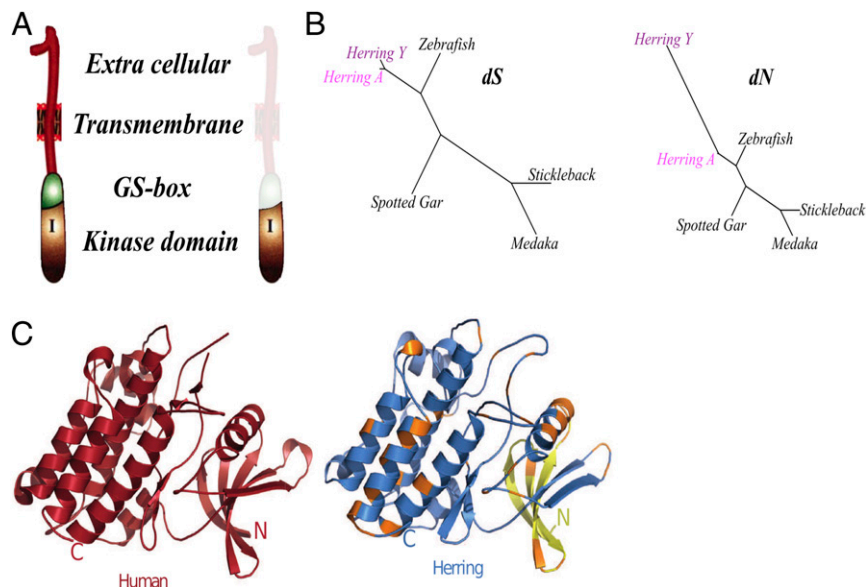 A
Extra cellular
Transmembrane
GS-box
Kinase domain
I
I
B
Herring Y
Herring A
Zebrafish
dS
Spotted Gar
Stickleback
Medaka
Herring Y
dN
Herring A
Zebrafish
Spotted Gar
Stickleback
Medaka
C
C
N
Human
C
N
Herring